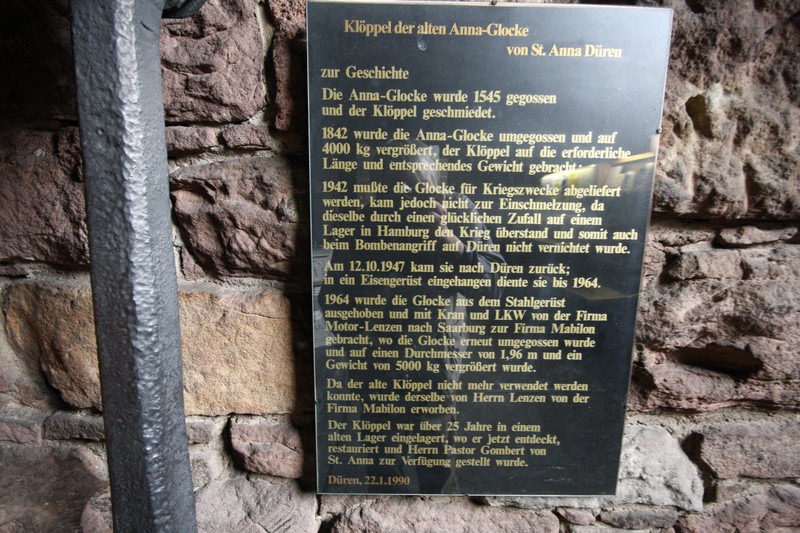 Klöppel der alten Anna-Glocke
von St. Anna Düren
zur Geschichte
Die Anna-Glocke wurde 1545 gegossen
und der Klöppel geschmiedet.
1842 wurde die Anna-Glocke umgegossen und auf
4000 kg vergrößert, der Klöppel auf die erforderliche
Länge und entsprechendes Gewicht gebracht.
1942 mußte die Glocke für Kriegszwecke abgeliefert
werden, kam jedoch nicht zur Einschmelzung, da
dieselbe durch einen glücklichen Zufall auf einem
Lager in Hamburg den Krieg überstand und somit auch
beim Bombenangriff auf Düren nicht vernichtet wurde.
Am 12.10.1947 kam sie nach Düren zurück;
in ein Eisengerüst eingehangen diente sie bis 1964.
1964 wurde die Glocke aus dem Stahlgerüst
ausgehoben und mit Kran und LKW von der Firma
Motor-Lenzen nach Saarburg zur Firma Mabilon
gebracht, wo die Glocke erneut umgegossen wurde
und auf einen Durchmesser von 1,96 m und ein
Gewicht von 5000 kg vergrößert wurde.
Da der alte Klöppel nicht mehr verwendet werden
konnte, wurde derselbe von Herrn Lenzen von der
Firma Mabilon erworben.
Der Klöppel war über 25 Jahre in einem
alten Lager eingelagert, wo er jetzt entdeckt,
restauriert und Herrn Pastor Gombert von
St. Anna zur Verfügung gestellt wurde.
Düren, 22.1.1990